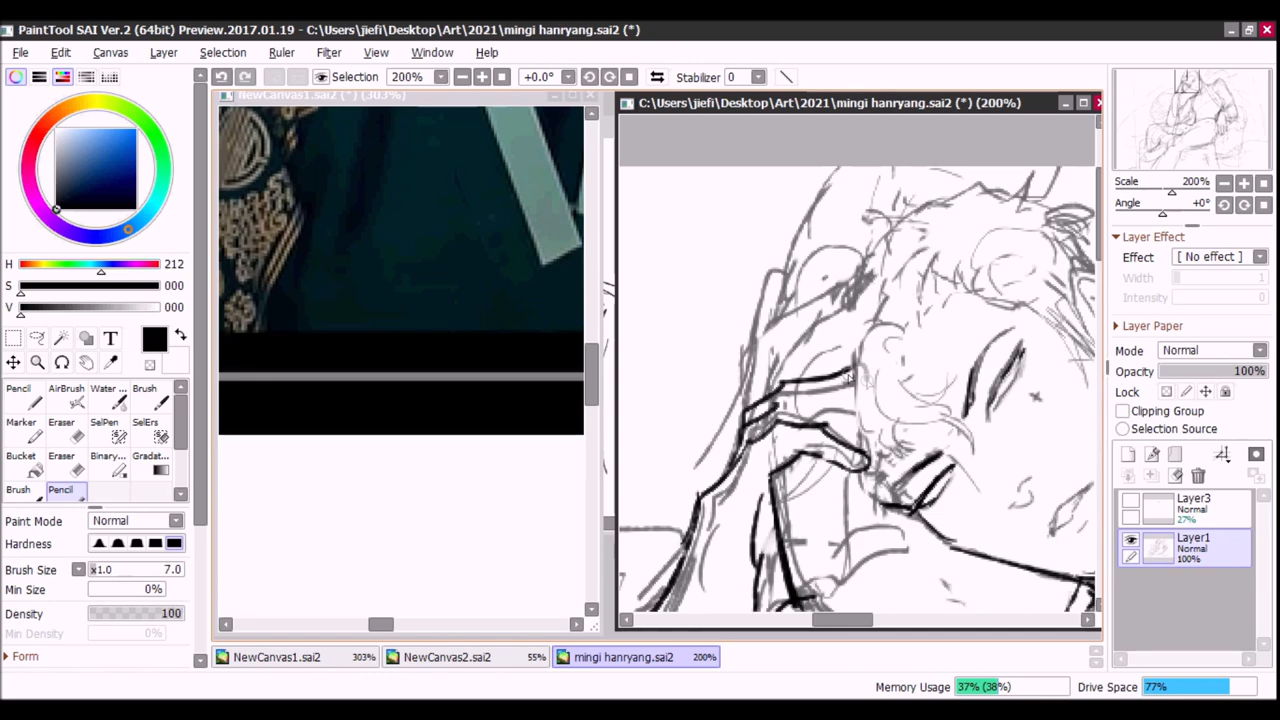 PaintTool SAI Ver.2 (64bit) Preview.2017.01.19 - C:\Users\jiefi\Desktop\Art\2021\mingi hanryang.sai2 (*)
File Edit Canvas Layer Selection Ruler Filter View Window Help
Selection 200% +0.0° Stabilizer 0
NewCanvas1.sai2 (*) (303%)
C:\Users\jiefi\Desktop\Art\2021\mingi hanryang.sai2 (*) (200%)
Scale 200%
Angle +0°
Layer Effect
Effect [ No effect ]
Width 1
Intensity 0
Layer Paper
Mode Normal
Opacity 100%
Lock
Clipping Group
Selection Source
Layer3
Normal
27%
Layer1
Normal
100%
H 212
S 000
V 000
T
Pencil AirBrush Water ... Brush
Marker Eraser SelPen SelErs
Bucket Eraser Binary... Gradat...
Brush Pencil
Paint Mode Normal
Hardness
Brush Size x1.0 7.0
Min Size 0%
Density 100
Min Density 0%
Form
NewCanvas1.sai2 303% NewCanvas2.sai2 55% mingi hanryang.sai2 200%
Memory Usage 37% (38%) Drive Space 77%